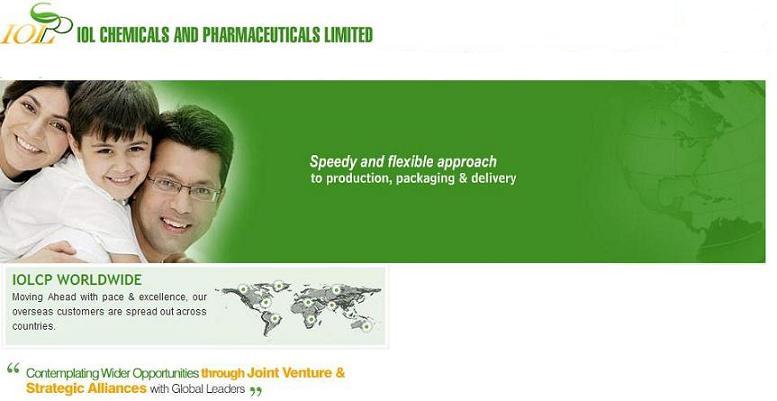 IOL
IOL CHEMICALS AND PHARMACEUTICALS LIMITED
Speedy and flexible approach
to production, packaging & delivery
IOLCP WORLDWIDE
Moving Ahead with pace & excellence, our
overseas customers are spread out across
countries.
“ Contemplating Wider Opportunities through Joint Venture &
Strategic Alliances with Global Leaders ”